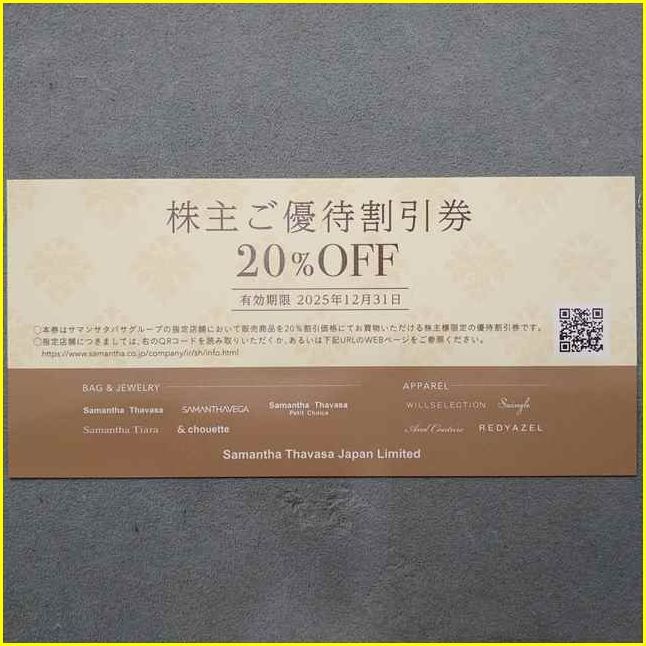 株主ご優待割引券
20%OFF
有効期限 2025年12月31日
○本券はサマンサタバサグループの指定店舗において販売商品を20%割引価格にてお買物いただける株主様限定の優待割引券です。
○指定店舗につきましては、右のQRコードを読み取りいただくか、あるいは下記URLのWEBページをご参照ください。
https://www.samantha.co.jp/company/ir/sh/info.html
BAG & JEWELRY
Samantha Thavasa SAMANTHAVEGA Samantha Thavasa Petit Choice
Samantha Tiara & chouette
APPAREL
WILLSELECTION Swingle
And Couture REDYAZEL
Samantha Thavasa Japan Limited